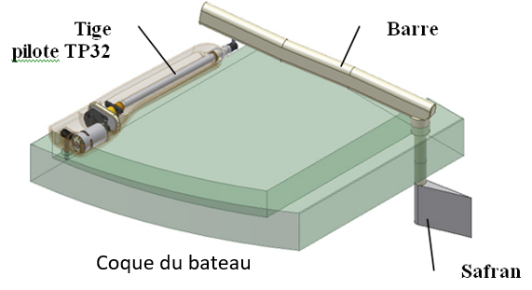 Tige
pilote TP32
Barre
Coque du bateau
Safran